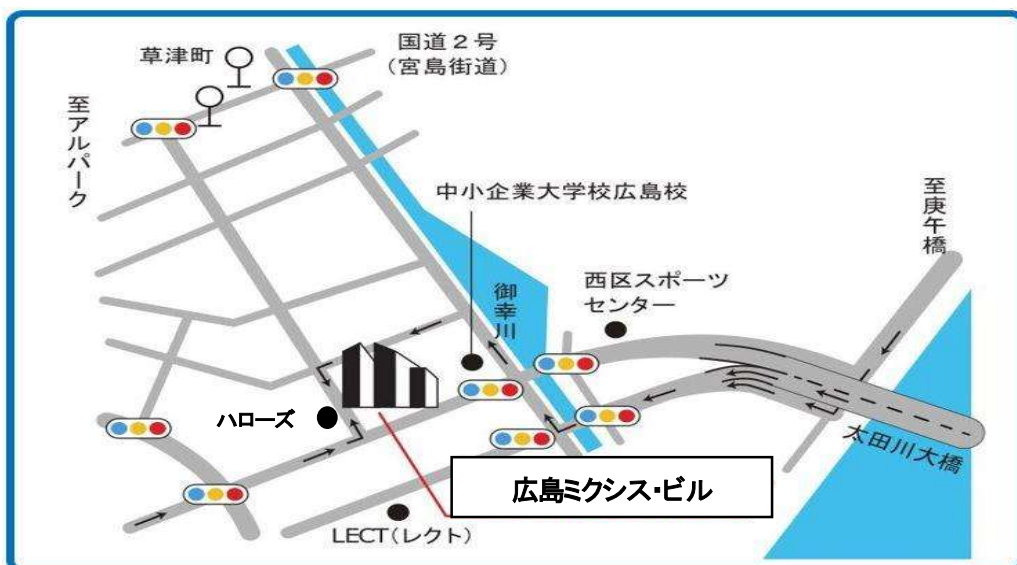 草津町
国道2号
(宮島街道)
至アルパーク
中小企業大学校広島校
至庚午橋
御幸川
西区スポーツ
センター
ハローズ
太田川大橋
広島ミクシス・ビル
LECT(レクト)